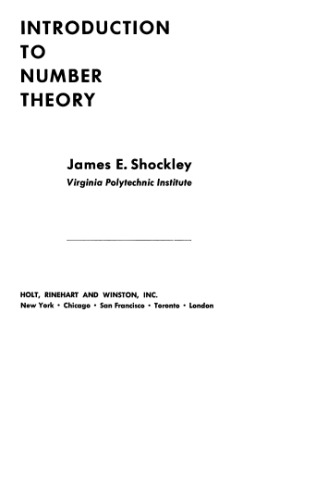 INTRODUCTION
TO
NUMBER
THEORY
James E. Shockley
Virginia Polytechnic Institute
HOLT, RINEHART AND WINSTON, INC.
New York • Chicago • San Francisco • Toronto • London